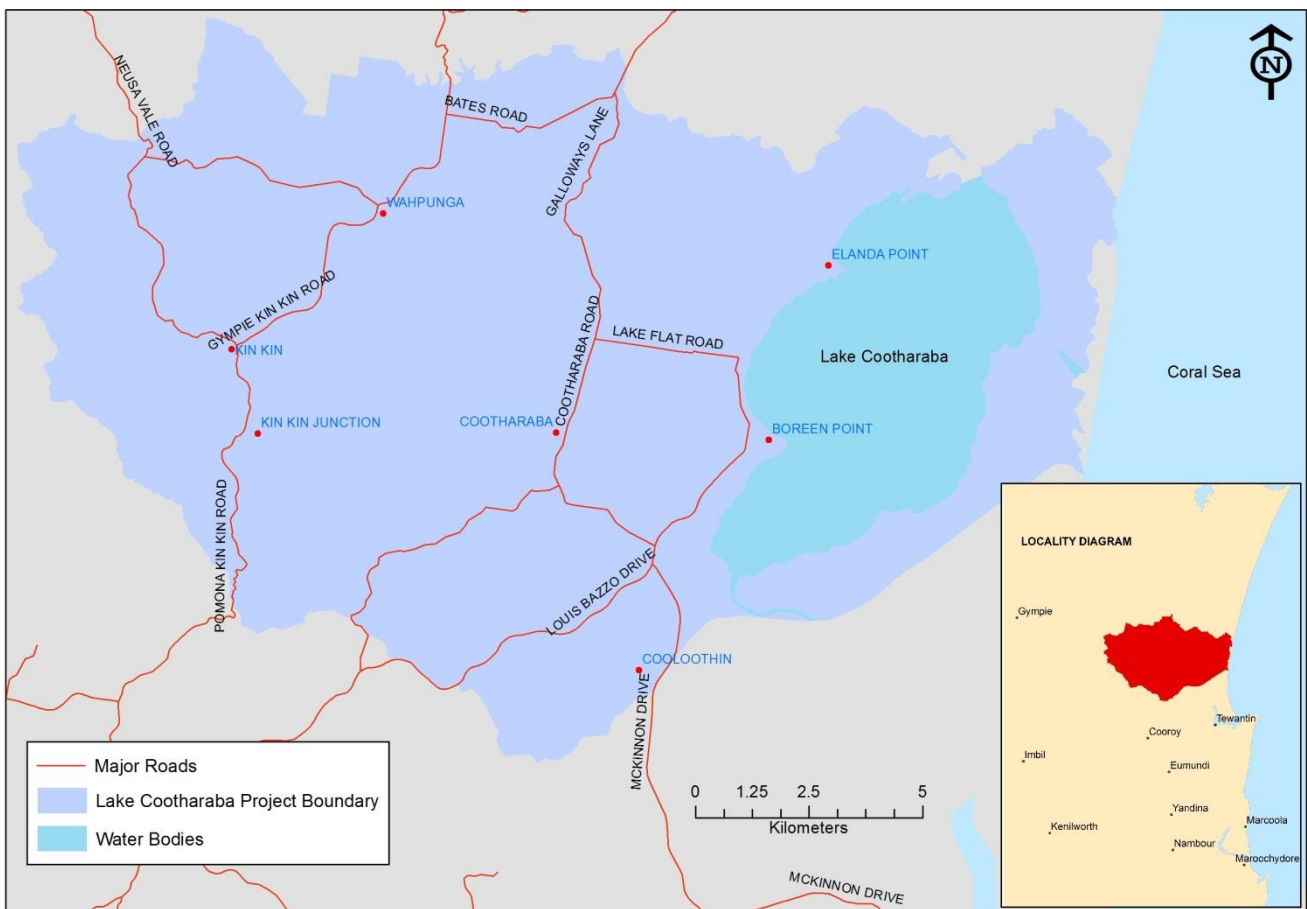 N
NEUSA VALE ROAD
BATES ROAD
GALLOWAYS LANE
WAHPUNGA
ELANDA POINT
GYMPIE KIN KIN ROAD
KIN KIN
COOTHARABA ROAD
LAKE FLAT ROAD
Lake Cootharaba
Coral Sea
KIN KIN JUNCTION
COOTHARABA
BOREEN POINT
POMONA KIN KIN ROAD
LOUIS BAZZO DRIVE
COOLOOTHIN
MCKINNON DRIVE
MCKINNON DRIVE
Major Roads
Lake Cootharaba Project Boundary
Water Bodies
0 1.25 2.5 5
Kilometers
LOCALITY DIAGRAM
Gympie
Tewantin
Cooroy
Imbil
Eumundi
Yandina
Kenilworth
Marcoola
Nambour
Maroochydore